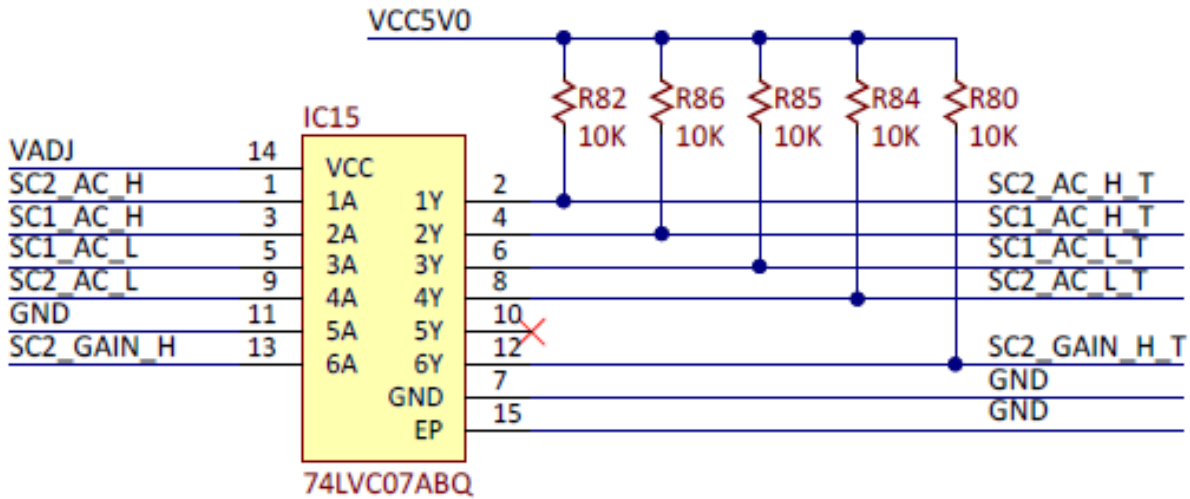 VCC5V0
R82 R86 R85 R84 R80
10K 10K 10K 10K 10K
IC15
VADJ 14 VCC
SC2_AC_H 1 1A 1Y 2 SC2_AC_H_T
SC1_AC_H 3 2A 2Y 4 SC1_AC_H_T
SC1_AC_L 5 3A 3Y 6 SC1_AC_L_T
SC2_AC_L 9 4A 4Y 8 SC2_AC_L_T
GND 11 5A 5Y 10
SC2_GAIN_H 13 6A 6Y 12 SC2_GAIN_H_T
GND 7 GND
EP 15 GND
74LVC07ABQ